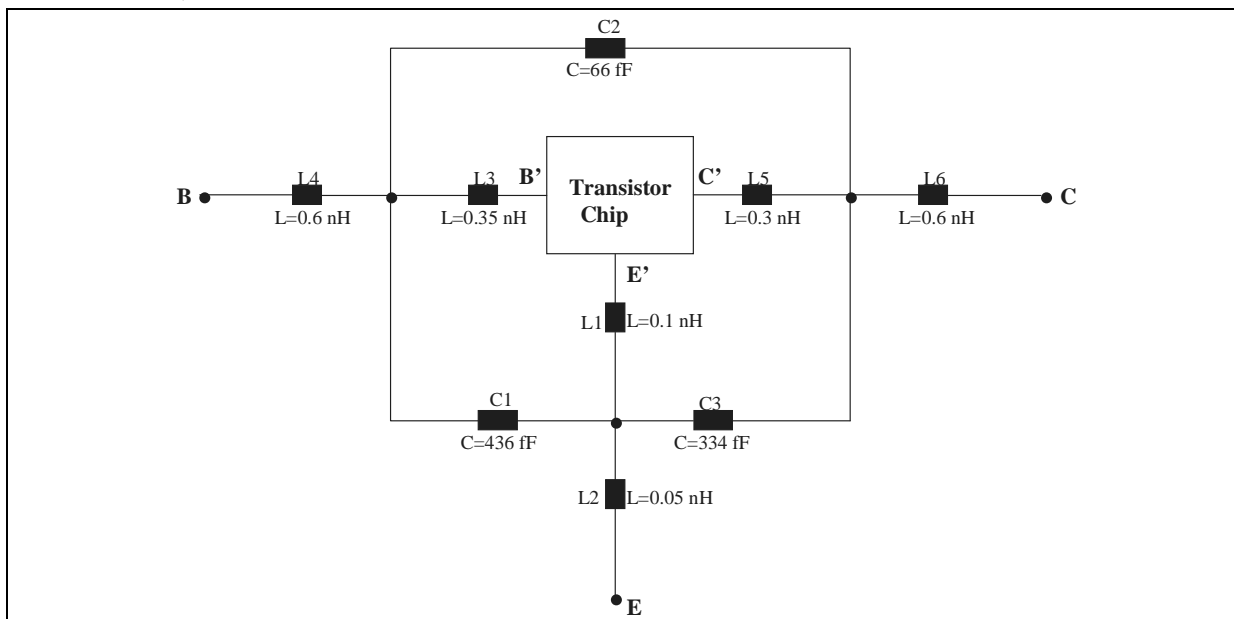 C2
C=66 fF
L4
L3
B’
Transistor
Chip
C’
L5
L6
B
C
L=0.6 nH
L=0.35 nH
L=0.3 nH
L=0.6 nH
E’
L1
L=0.1 nH
C1
C3
C=436 fF
C=334 fF
L2
L=0.05 nH
E